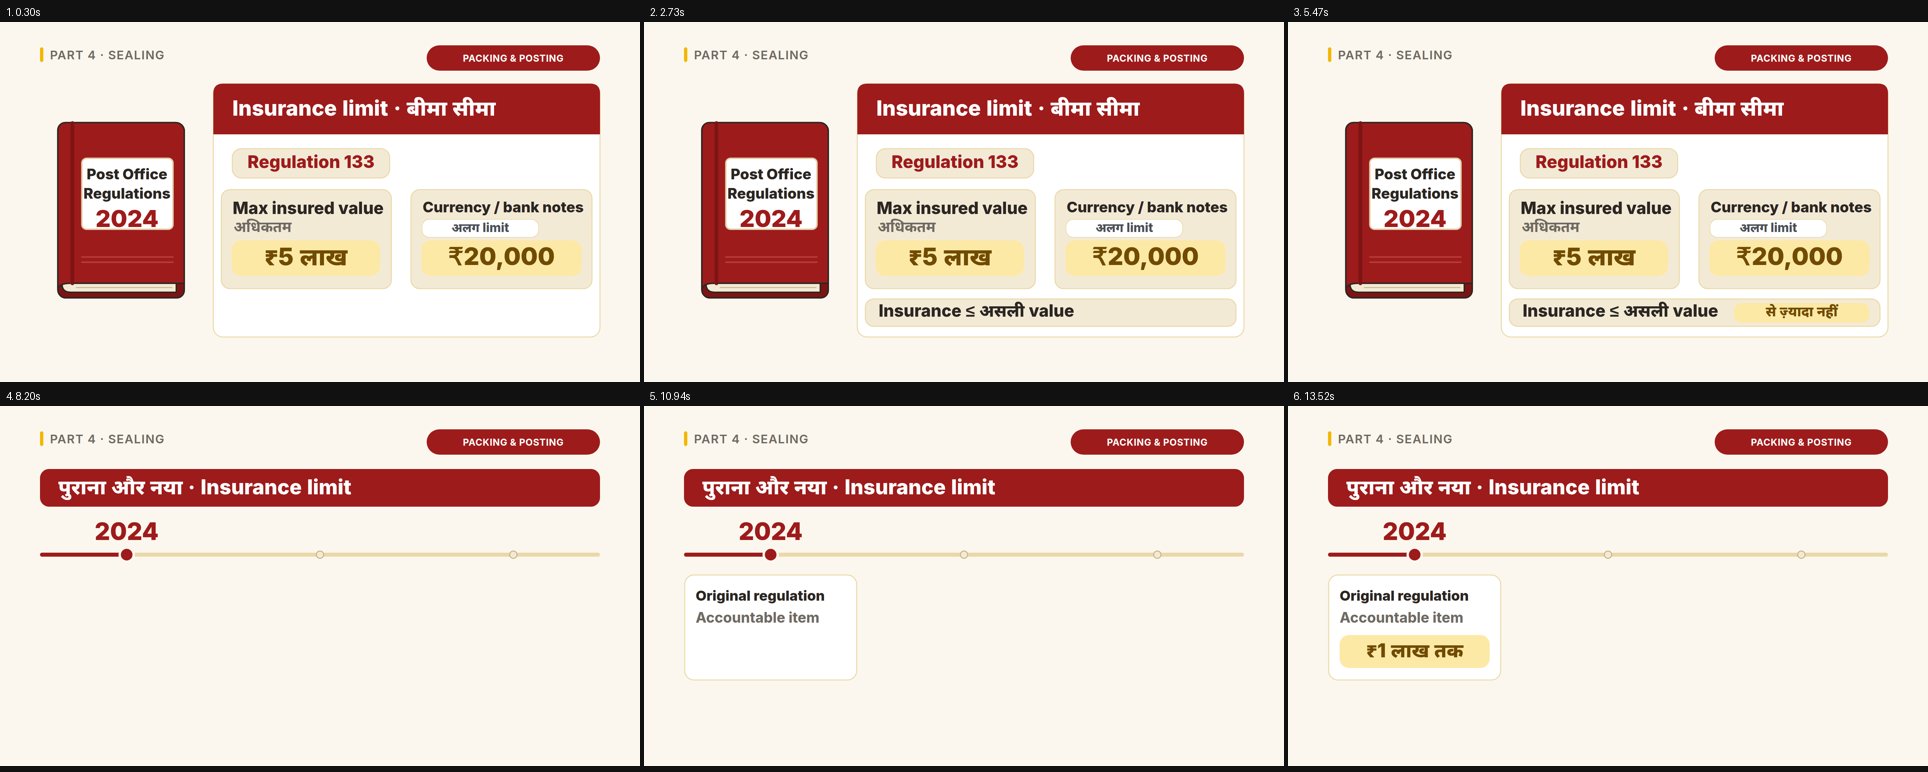 1. 0.30s
PART 4 · SEALING
PACKING & POSTING
Insurance limit · बीमा सीमा
Post Office
Regulations
2024
Regulation 133
Max insured value
अधिकतम
₹5 लाख
Currency / bank notes
अलग limit
₹20,000
2. 2.73s
PART 4 · SEALING
PACKING & POSTING
Insurance limit · बीमा सीमा
Post Office
Regulations
2024
Regulation 133
Max insured value
अधिकतम
₹5 लाख
Currency / bank notes
अलग limit
₹20,000
Insurance ≤ असली value
3. 5.47s
PART 4 · SEALING
PACKING & POSTING
Insurance limit · बीमा सीमा
Post Office
Regulations
2024
Regulation 133
Max insured value
अधिकतम
₹5 लाख
Currency / bank notes
अलग limit
₹20,000
Insurance ≤ असली value से ज़्यादा नहीं
4. 8.20s
PART 4 · SEALING
PACKING & POSTING
पुराना और नया · Insurance limit
2024
5. 10.94s
PART 4 · SEALING
PACKING & POSTING
पुराना और नया · Insurance limit
2024
Original regulation
Accountable item
6. 13.52s
PART 4 · SEALING
PACKING & POSTING
पुराना और नया · Insurance limit
2024
Original regulation
Accountable item
₹1 लाख तक